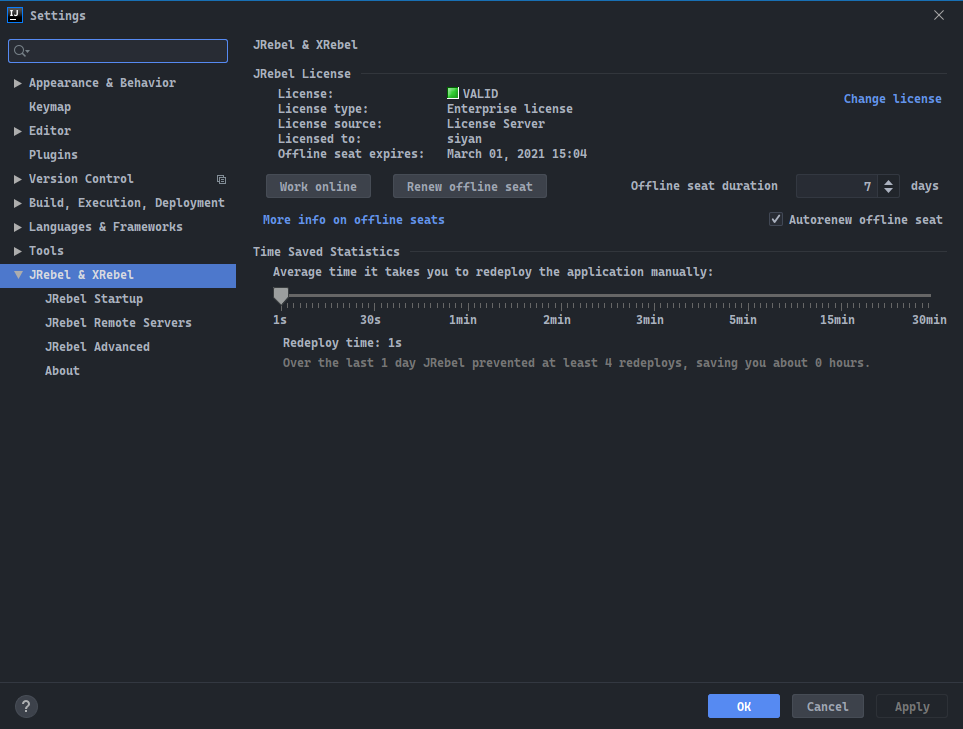 IJ Settings
JRebel & XRebel
Appearance & Behavior
Keymap
Editor
Plugins
Version Control
Build, Execution, Deployment
Languages & Frameworks
Tools
JRebel & XRebel
JRebel Startup
JRebel Remote Servers
JRebel Advanced
About
JRebel License
License: VALID
License type: Enterprise license
License source: License Server
Licensed to: siyan
Offline seat expires: March 01, 2021 15:04
Change license
Work online Renew offline seat Offline seat duration 7 days
More info on offline seats Autorenew offline seat
Time Saved Statistics
Average time it takes you to redeploy the application manually:
1s 30s 1min 2min 3min 5min 15min 30min
Redeploy time: 1s
Over the last 1 day JRebel prevented at least 4 redeploys, saving you about 0 hours.
? OK Cancel Apply